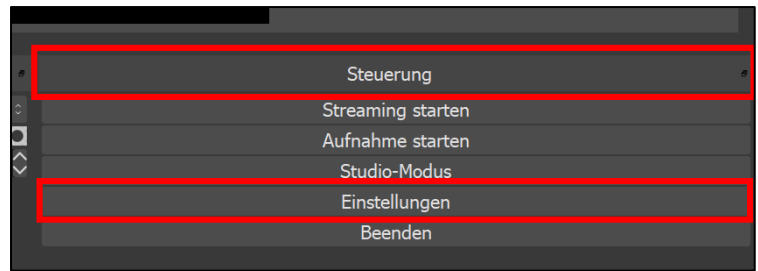 Steuerung
Streaming starten
Aufnahme starten
Studio-Modus
Einstellungen
Beenden